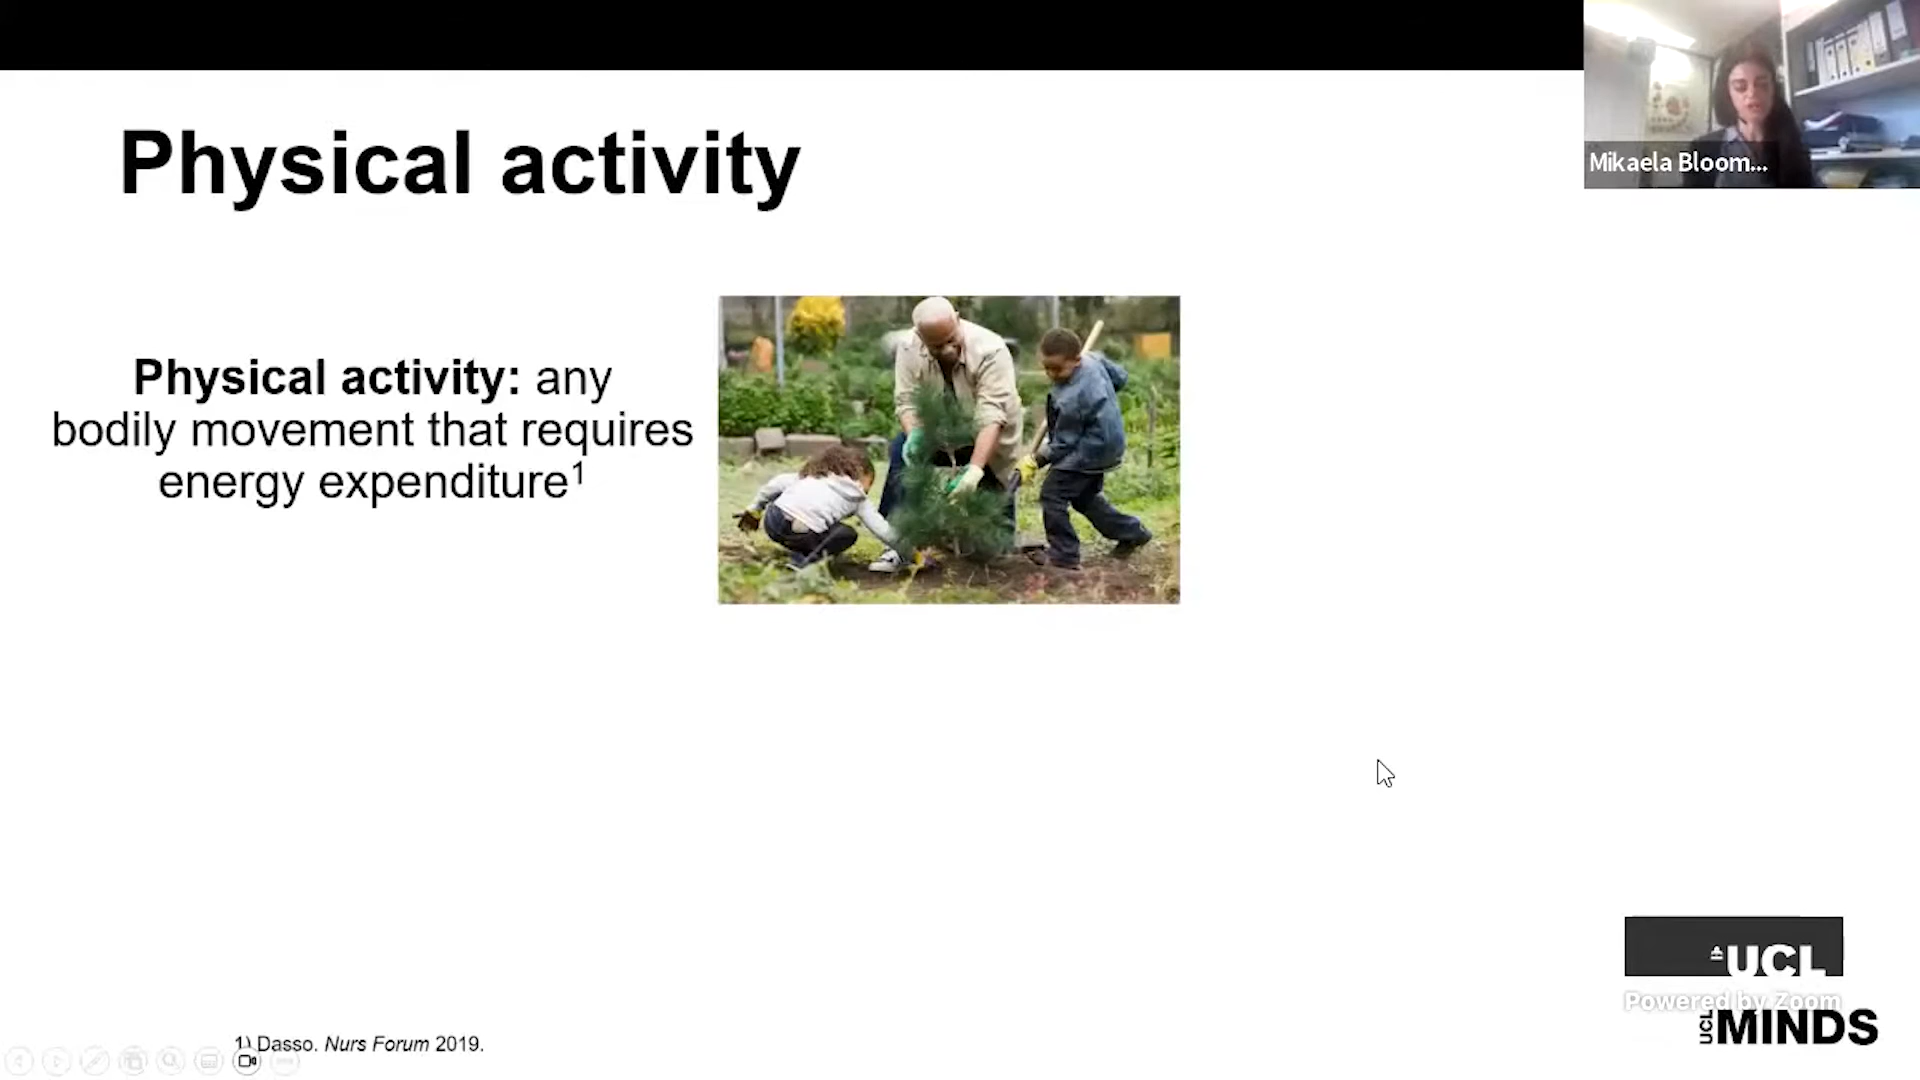 Physical activity
Mikaela Bloom...
Physical activity: any
bodily movement that requires
energy expenditure1
UCL
Powered by Zoom
UCL MINDS
1) Dasso. Nurs Forum 2019.